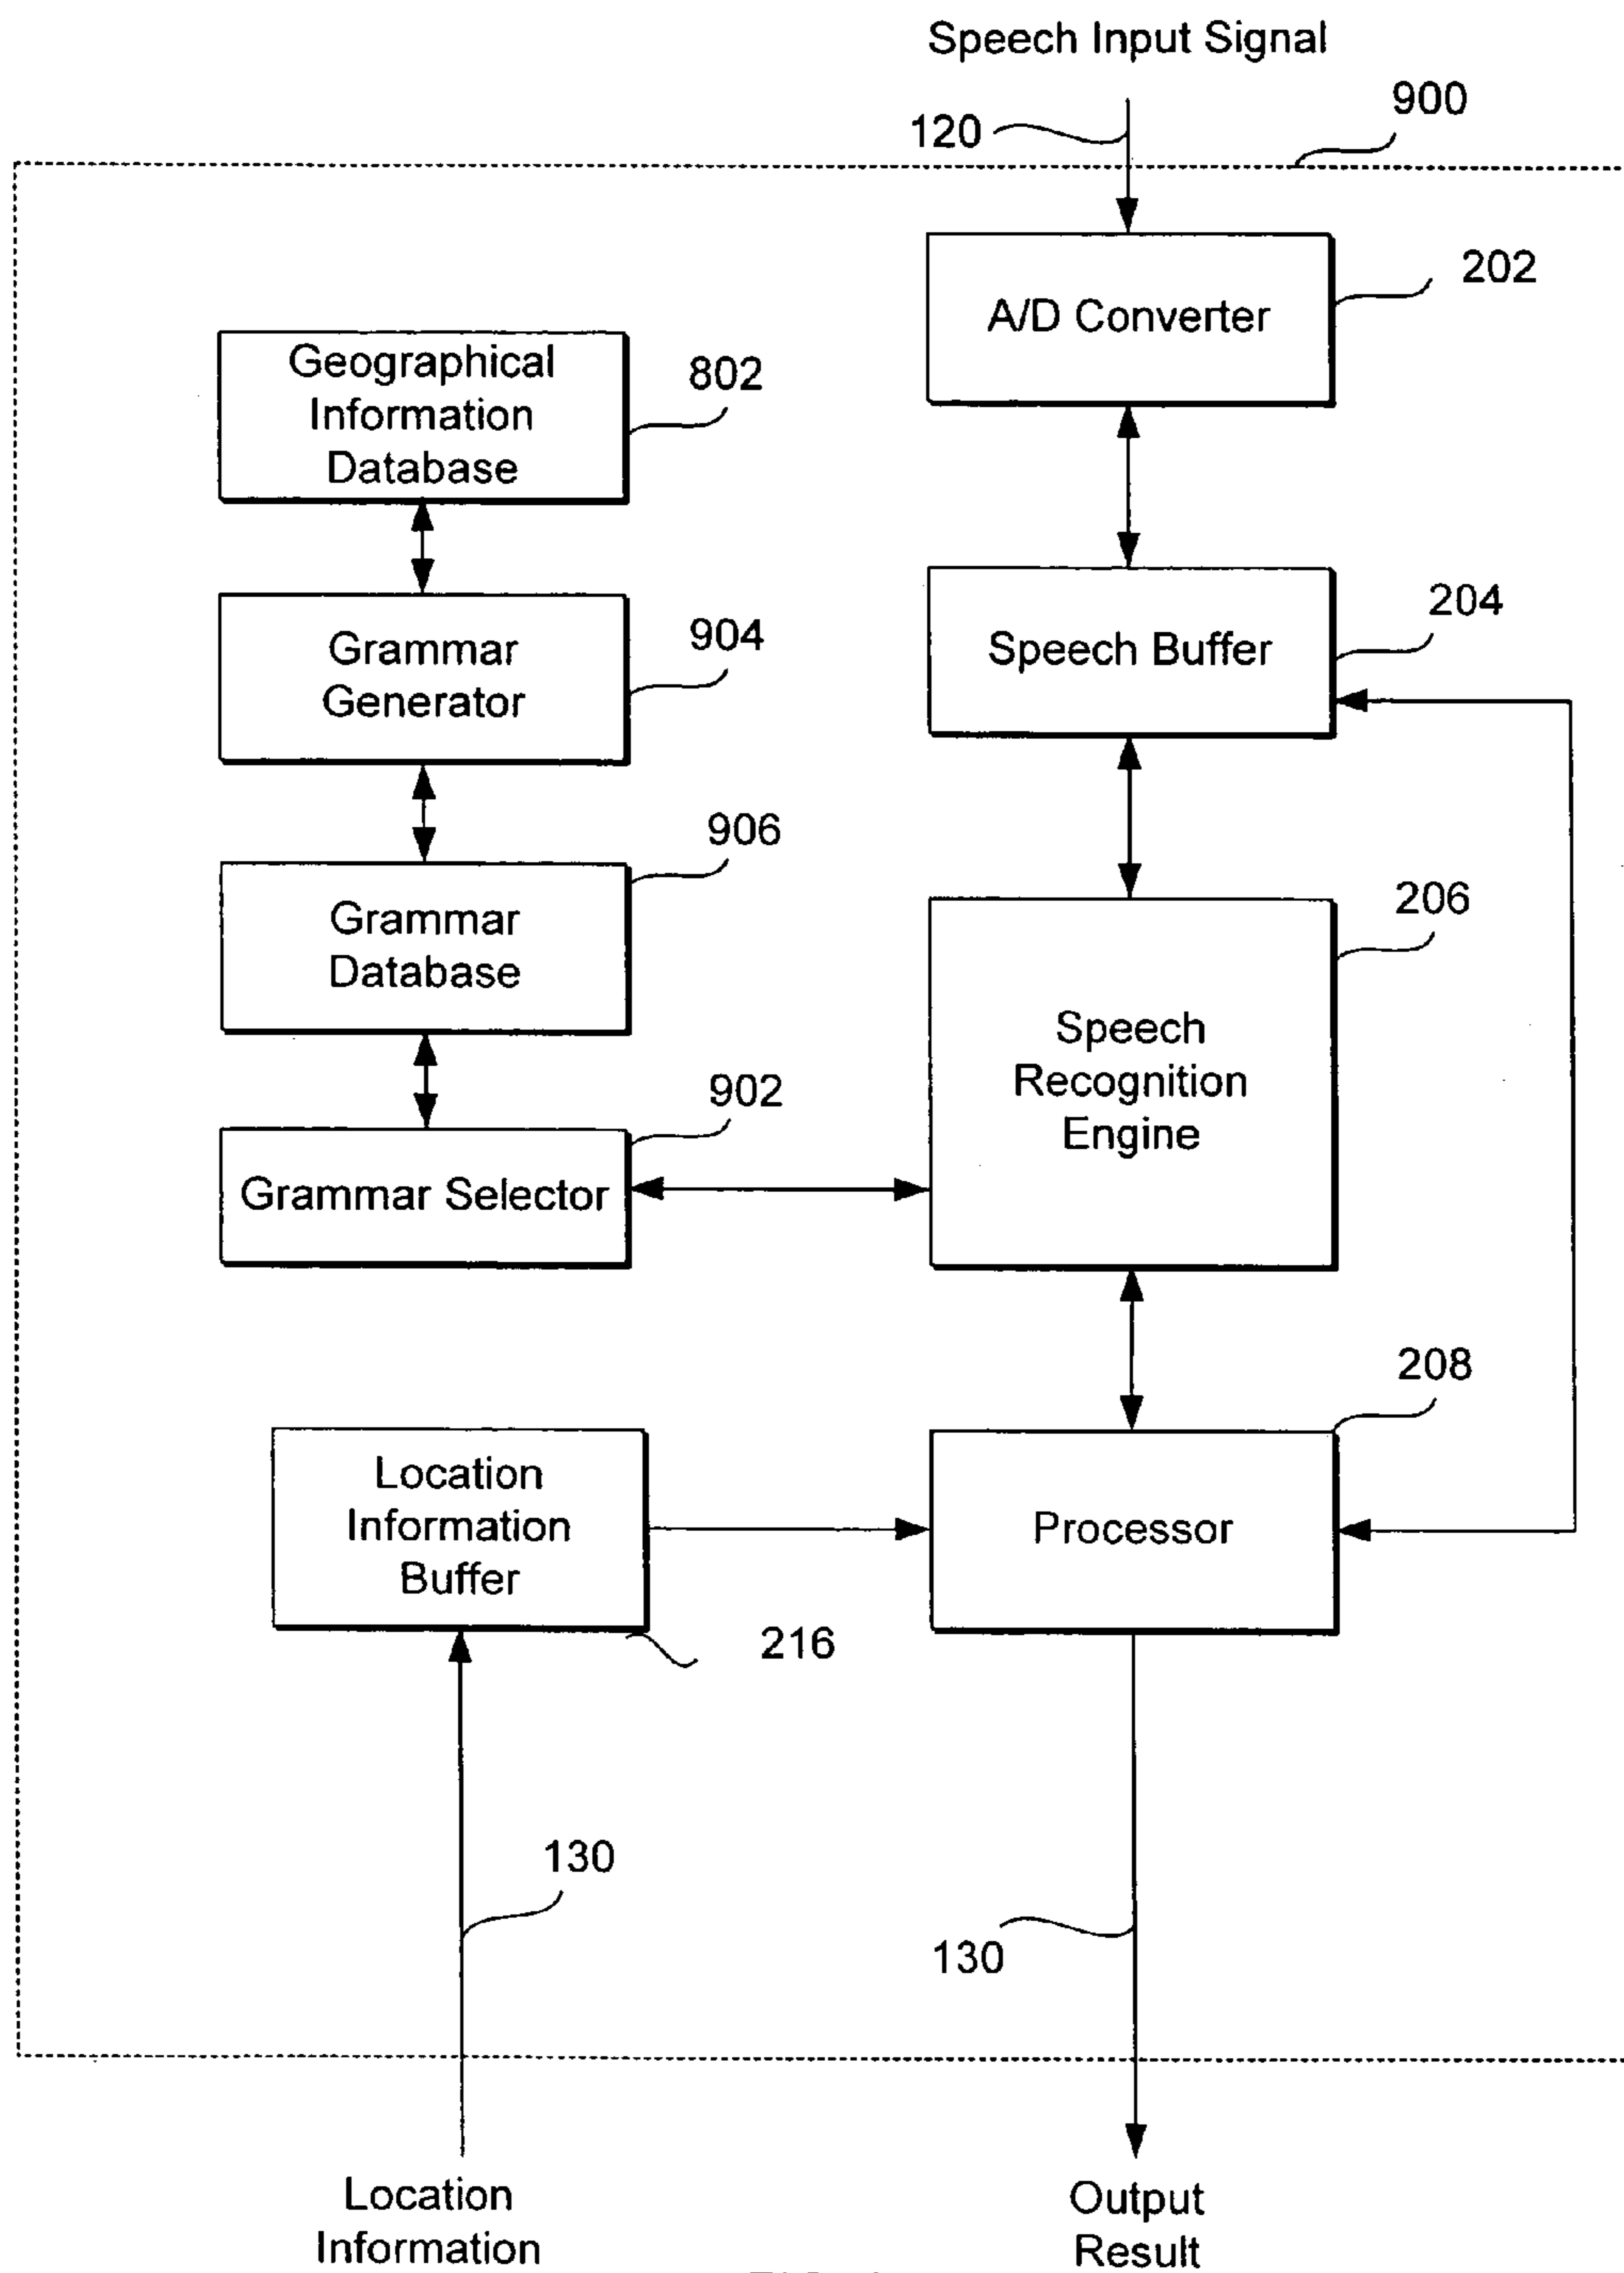 Speech Input Signal
900
120
A/D Converter
202
Geographical
Information
Database
802
Speech Buffer
204
Grammar
Generator
904
906
Grammar
Database
Speech
Recognition
Engine
206
902
Grammar Selector
208
Location
Information
Buffer
Processor
216
130
130
Location
Information
Output
Result